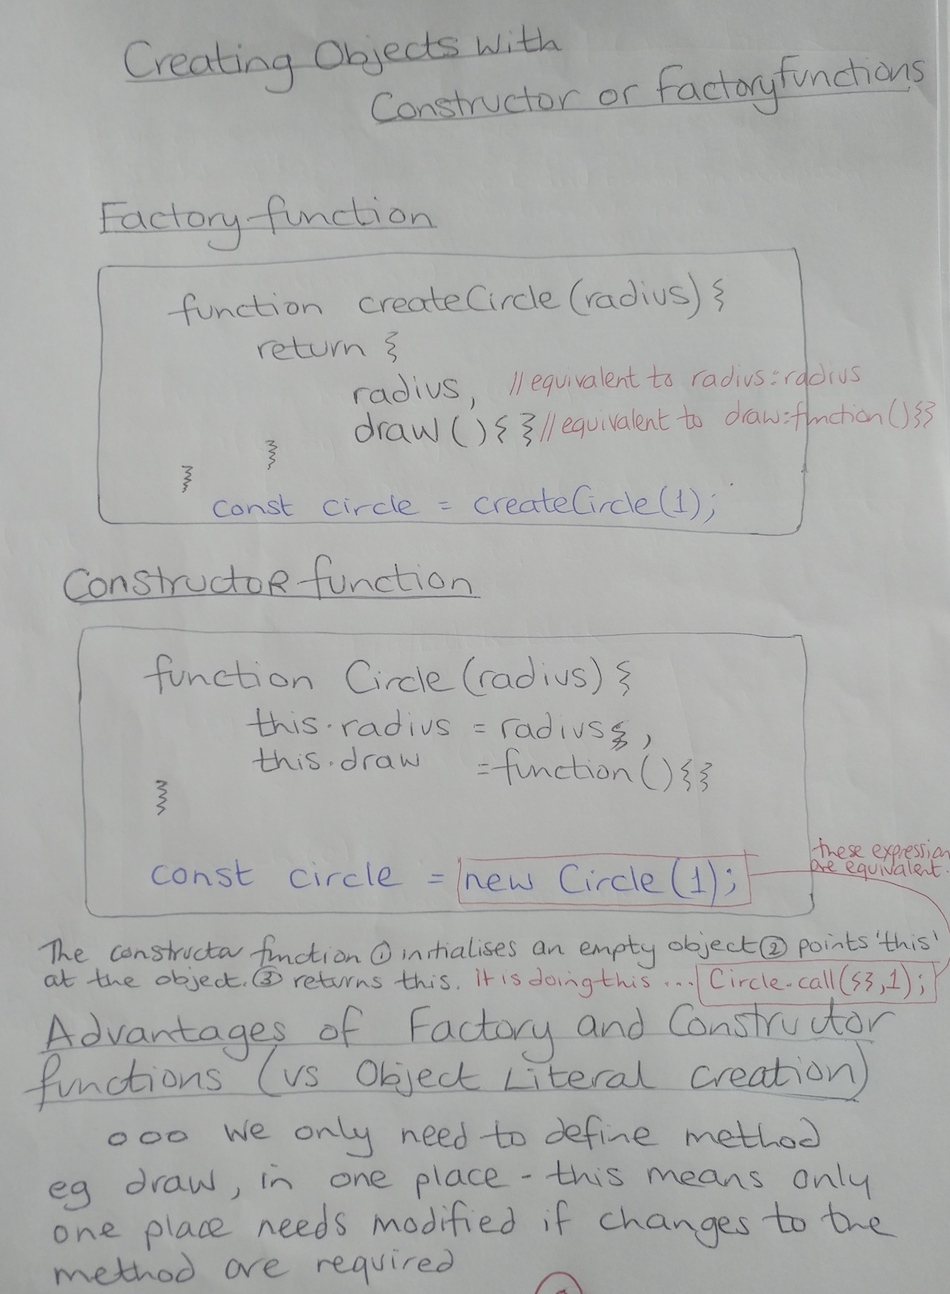 Creating Objects with
Constructor or Factory functions
Factory function
function createCircle (radius) {
return {
radius, // equivalent to radius: radius
draw () { } // equivalent to draw: function () { }
}
}
const circle = createCircle (1);
Constructor function
function Circle (radius) {
this.radius = radius ,
this.draw = function () { }
}
these expression
are equivalent.
const circle = new Circle (1);
The constructor function ① initialises an empty object ② points 'this'
at the object. ③ returns this. it is doing this ... Circle.call({ }, 1);
Advantages of Factory and Constructor
functions (vs Object Literal creation)
ooo we only need to define method
eg draw, in one place - this means only
one place needs modified if changes to the
method are required